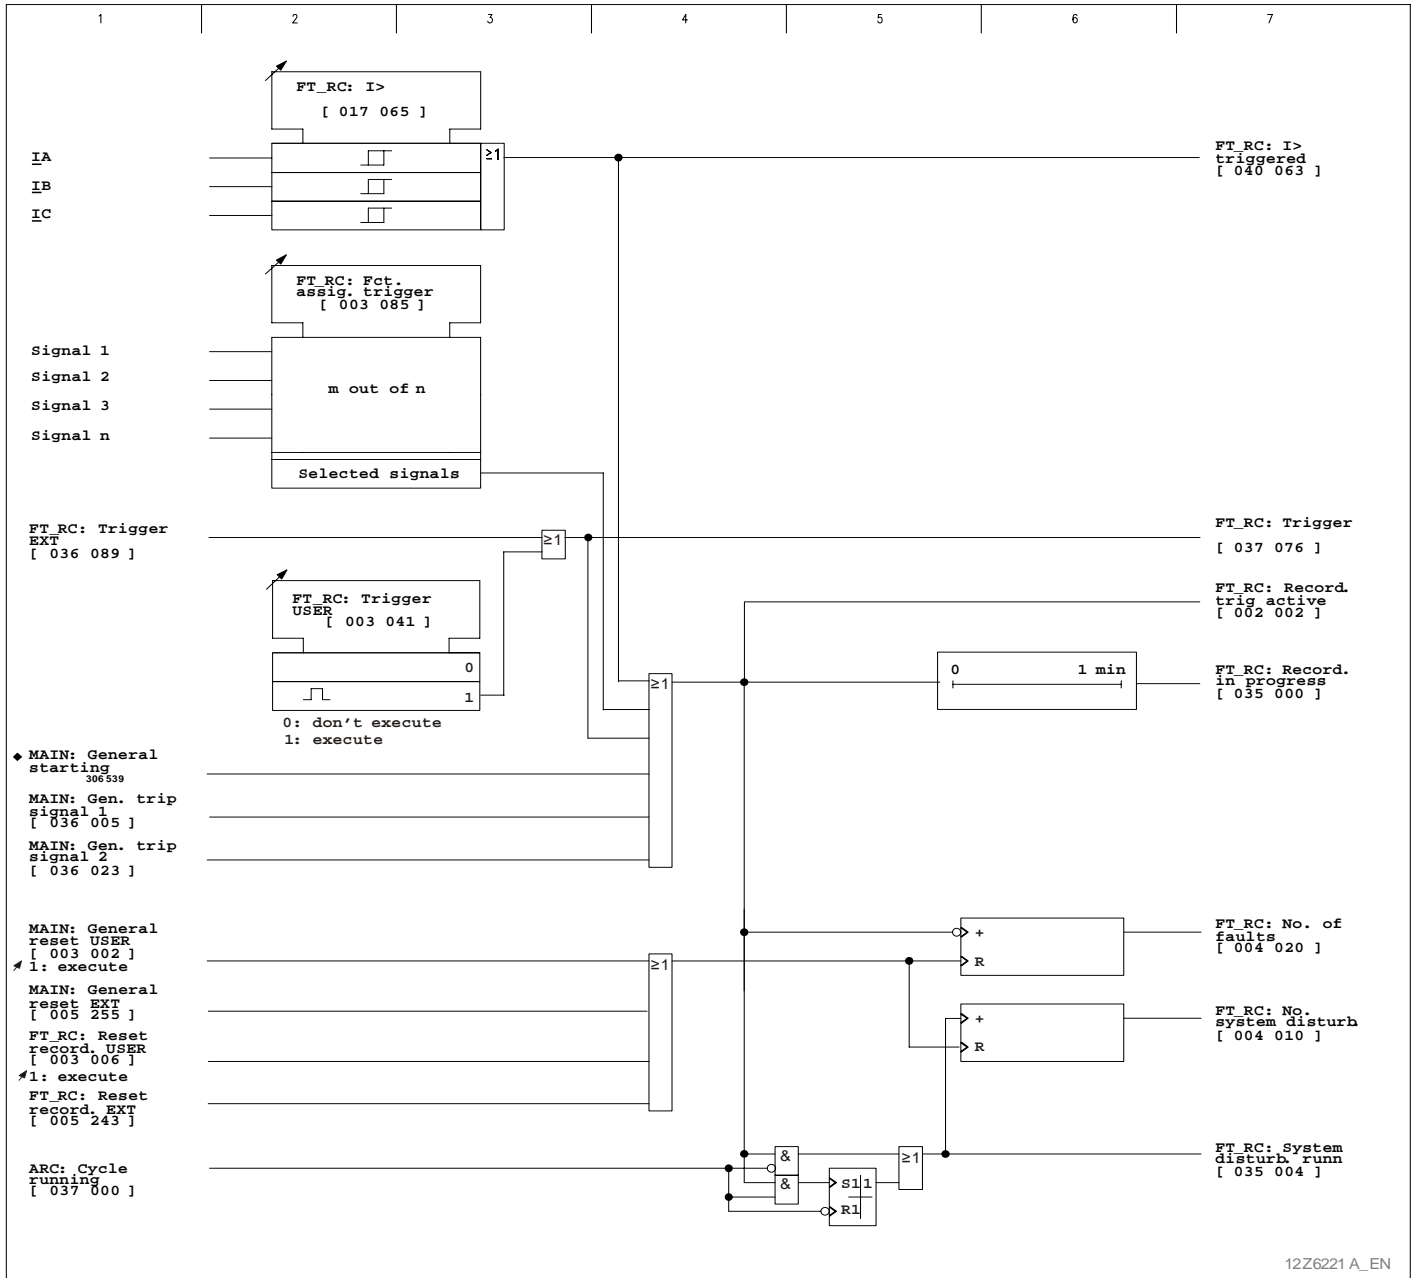 1 2 3 4 5 6 7
FT_RC: I>
[ 017 065 ]
IA
IB
IC
≥1
FT_RC: I>
triggered
[ 040 063 ]
FT_RC: Fct.
assig. trigger
[ 003 085 ]
Signal 1
Signal 2
Signal 3
Signal n
m out of n
Selected signals
FT_RC: Trigger
EXT
[ 036 089 ]
≥1
FT_RC: Trigger
[ 037 076 ]
FT_RC: Trigger
USER
[ 003 041 ]
0
1
0: don't execute
1: execute
FT_RC: Record.
trig active
[ 002 002 ]
≥1
0 1 min
FT_RC: Record.
in progress
[ 035 000 ]
MAIN: General
starting
306 539
MAIN: Gen. trip
signal 1
[ 036 005 ]
MAIN: Gen. trip
signal 2
[ 036 023 ]
MAIN: General
reset USER
[ 003 002 ]
1: execute
MAIN: General
reset EXT
[ 005 255 ]
FT_RC: Reset
record. USER
[ 003 006 ]
1: execute
FT_RC: Reset
record. EXT
[ 005 243 ]
≥1
+
R
FT_RC: No. of
faults
[ 004 020 ]
+
R
FT_RC: No.
system disturb.
[ 004 010 ]
ARC: Cycle
running
[ 037 000 ]
&
&
S1 1
R1
≥1
FT_RC: System
disturb. runn
[ 035 004 ]
12Z6221 A_EN